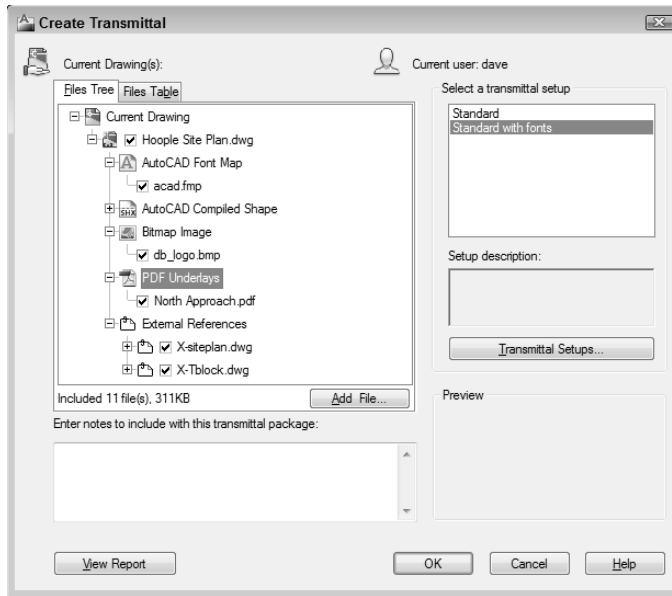 Create Transmittal
Current Drawing(s):
Current user: dave
Files Tree
Files Table
Current Drawing
Hoople Site Plan.dwg
AutoCAD Font Map
acad.fmp
SHX
AutoCAD Compiled Shape
Bitmap Image
db_logo.bmp
PDF Underlays
North Approach.pdf
External References
X-siteplan.dwg
X-Tblock.dwg
Included 11 file(s), 311KB
Add File...
Enter notes to include with this transmittal package:
Select a transmittal setup
Standard
Standard with fonts
Setup description:
Transmittal Setups...
Preview
View Report
OK
Cancel
Help